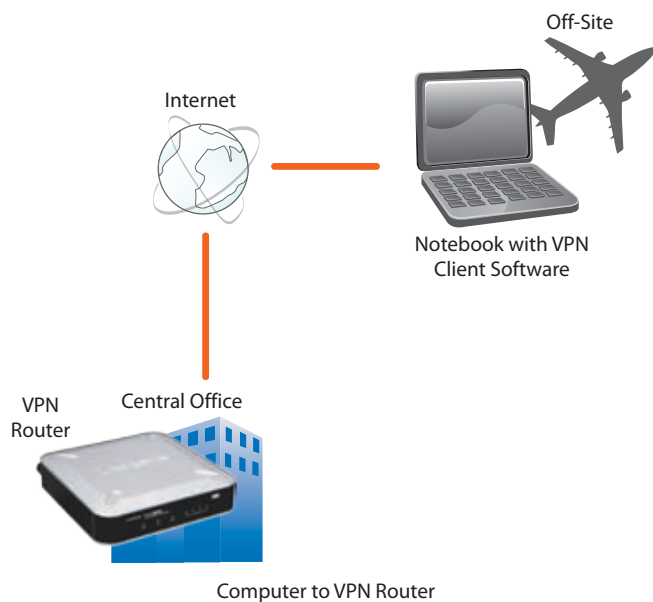 Off-Site
Internet
Notebook with VPN
Client Software
VPN
Router
Central Office
Computer to VPN Router